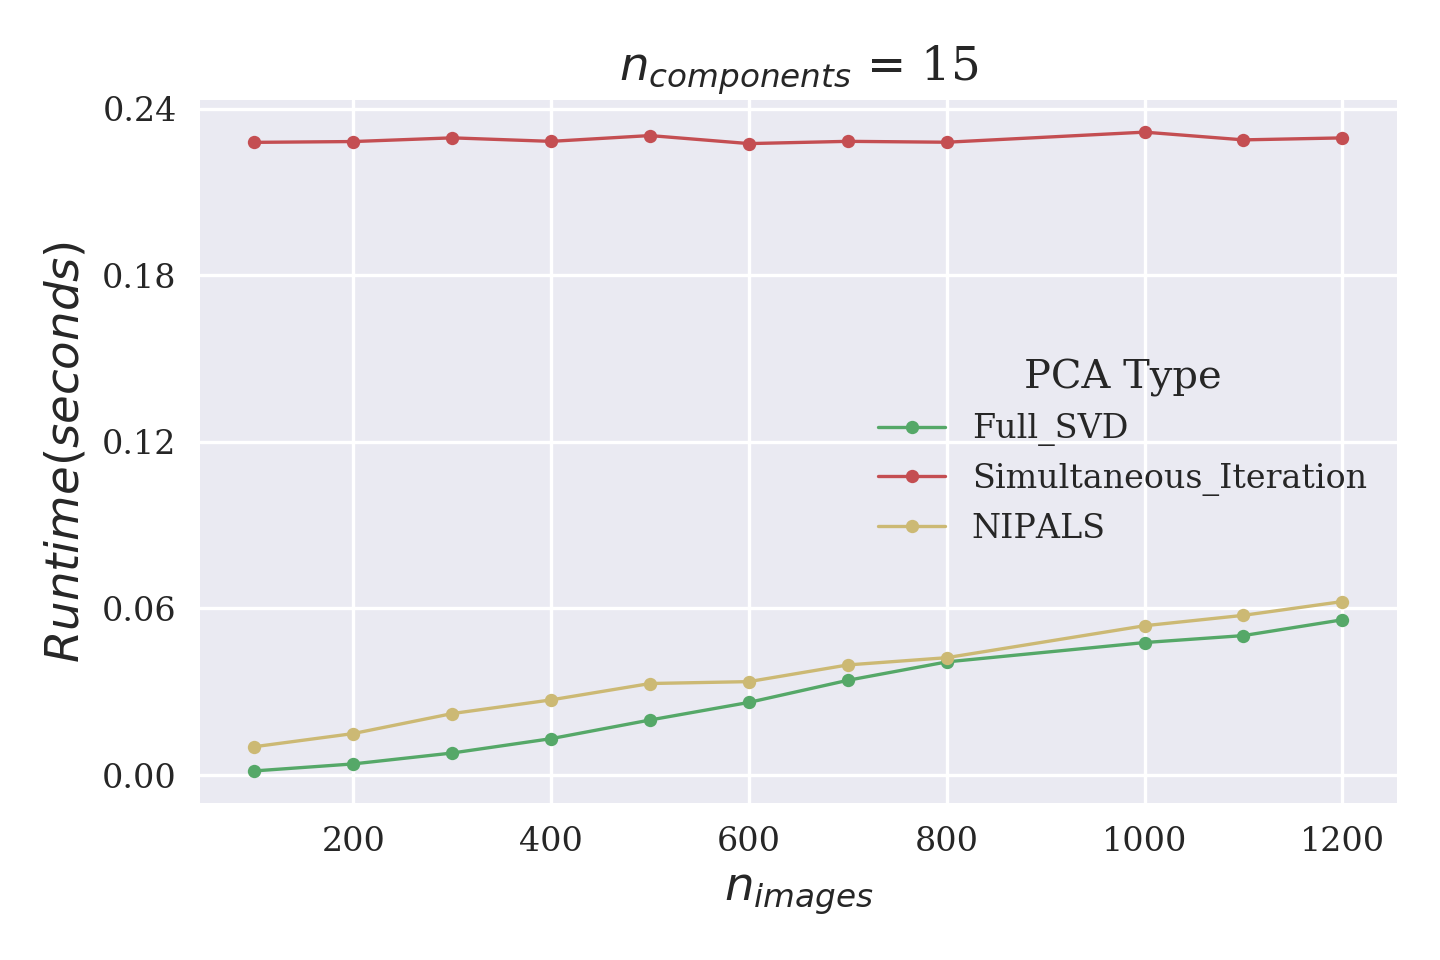 n_components = 15
0.24
0.18
0.12
0.06
0.00
Runtime(seconds)
PCA Type
Full_SVD
Simultaneous_Iteration
NIPALS
200 400 600 800 1000 1200
n_images